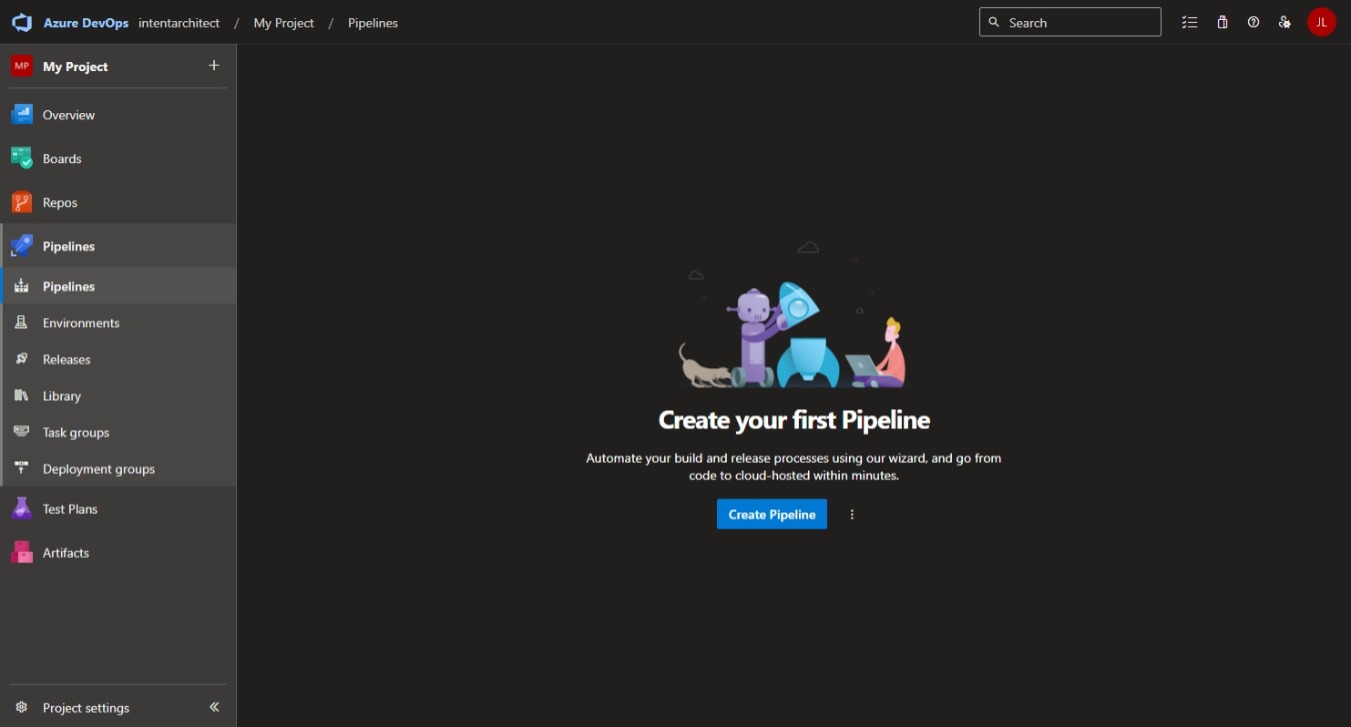 Azure DevOps intentarchitect / My Project / Pipelines
Search
JL
MP My Project
Overview
Boards
Repos
Pipelines
Pipelines
Environments
Releases
Library
Task groups
Deployment groups
Test Plans
Artifacts
Project settings
Create your first Pipeline
Automate your build and release processes using our wizard, and go from
code to cloud-hosted within minutes.
Create Pipeline